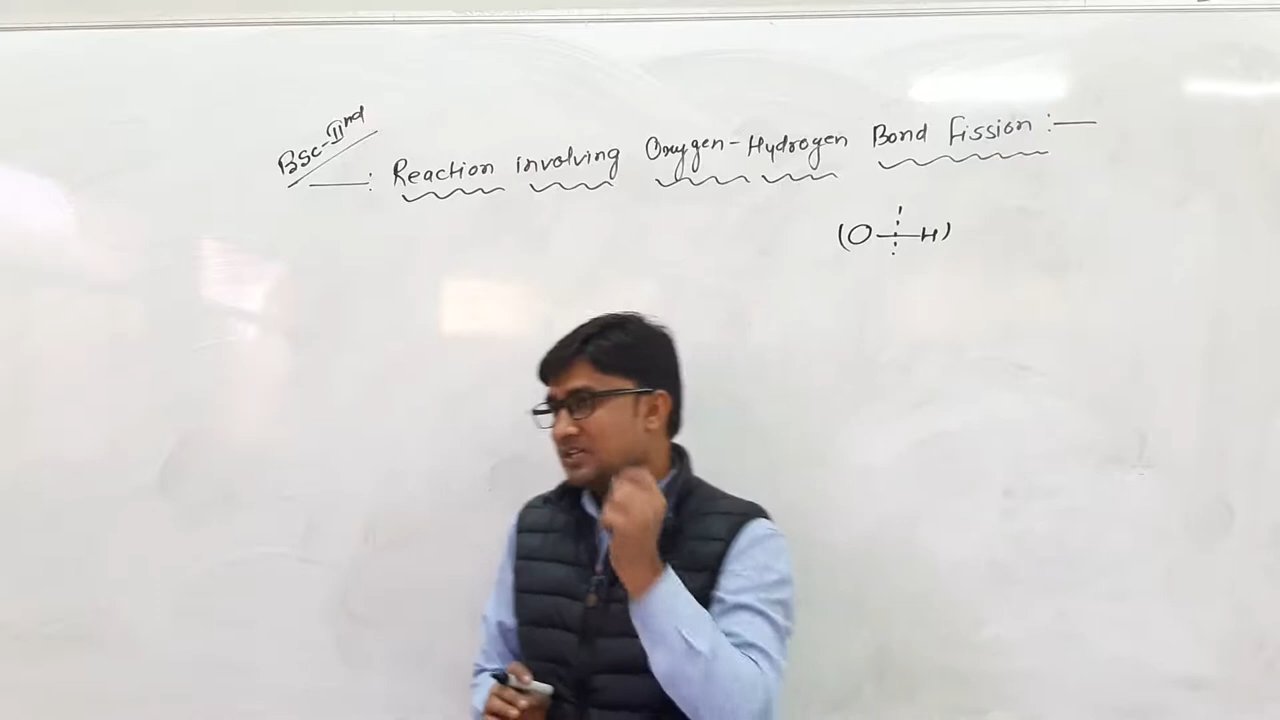 BSc-IInd
Reaction involving Oxygen-Hydrogen Bond Fission :—
(O—H)